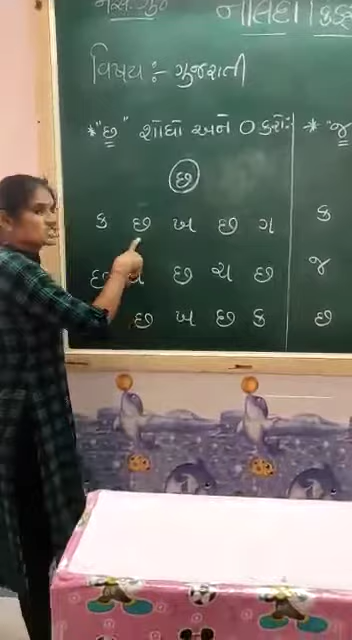 વિષય :- ગુજરાતી
* "છ" શોધો અને O કરો :-
છ
ક છ ખ છ ગ
છ છ ચ છ
છ ખ છ ક
* "જ
ક
જ
છ